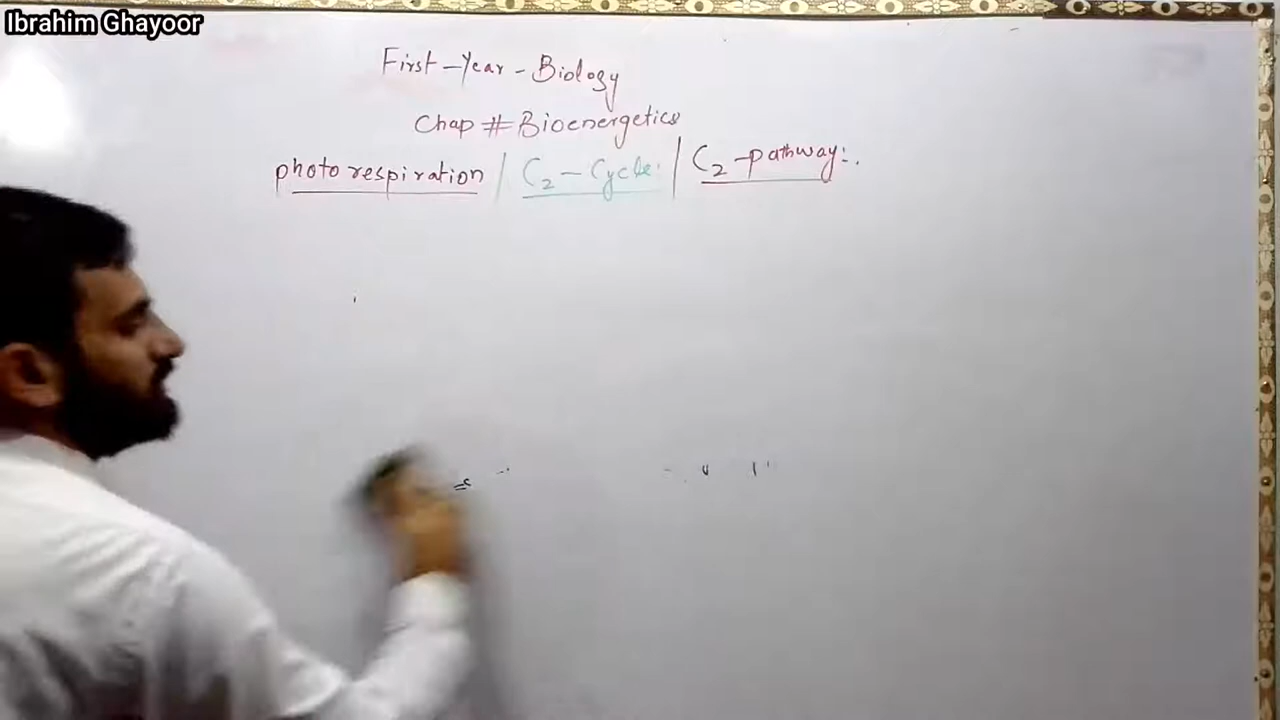 Ibrahim Ghayoor
First-Year-Biology
Chap # Bioenergetics
photo respiration / C₂-Cycle: / C₂-pathway:.